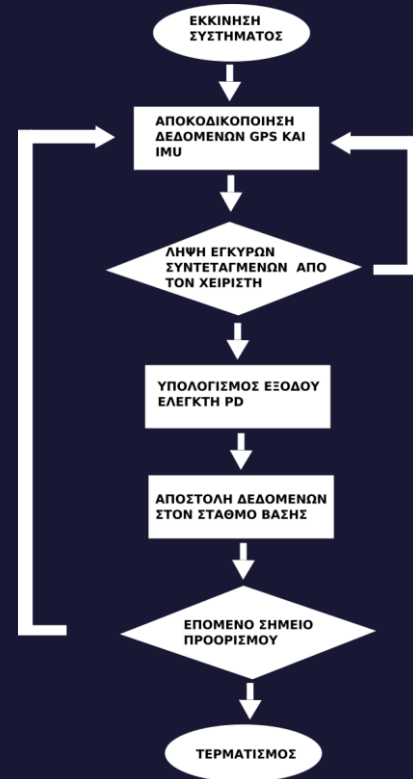 ΕΚΚΙΝΗΣΗ
ΣΥΣΤΗΜΑΤΟΣ
ΑΠΟΚΟΔΙΚΟΠΟΙΗΣΗ
ΔΕΔΟΜΕΝΩΝ GPS ΚΑΙ
IMU
ΛΗΨΗ ΕΓΚΥΡΩΝ
ΣΥΝΤΕΤΑΓΜΕΝΩΝ ΑΠΟ
ΤΟΝ ΧΕΙΡΙΣΤΗ
ΥΠΟΛΟΓΙΣΜΟΣ ΕΞΟΔΟΥ
ΕΛΕΓΚΤΗ PD
ΑΠΟΣΤΟΛΗ ΔΕΔΟΜΕΝΩΝ
ΣΤΟΝ ΣΤΑΘΜΟ ΒΑΣΗΣ
ΕΠΟΜΕΝΟ ΣΗΜΕΙΟ
ΠΡΟΟΡΙΣΜΟΥ
ΤΕΡΜΑΤΙΣΜΟΣ